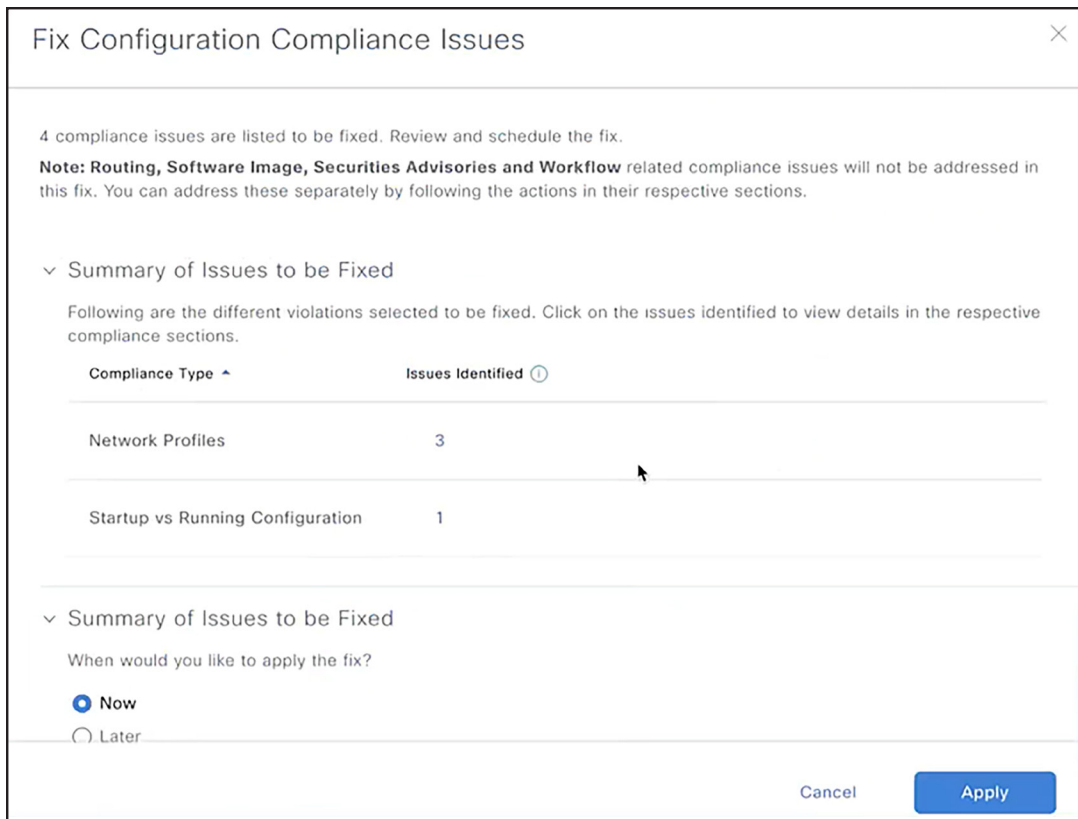 Fix Configuration Compliance Issues
4 compliance issues are listed to be fixed. Review and schedule the fix.
Note: Routing, Software Image, Securities Advisories and Workflow related compliance issues will not be addressed in
this fix. You can address these separately by following the actions in their respective sections.
Summary of Issues to be Fixed
Following are the different violations selected to be fixed. Click on the issues identified to view details in the respective
compliance sections.
Compliance Type Issues Identified
Network Profiles 3
Startup vs Running Configuration 1
Summary of Issues to be Fixed
When would you like to apply the fix?
Now
Later
Cancel Apply